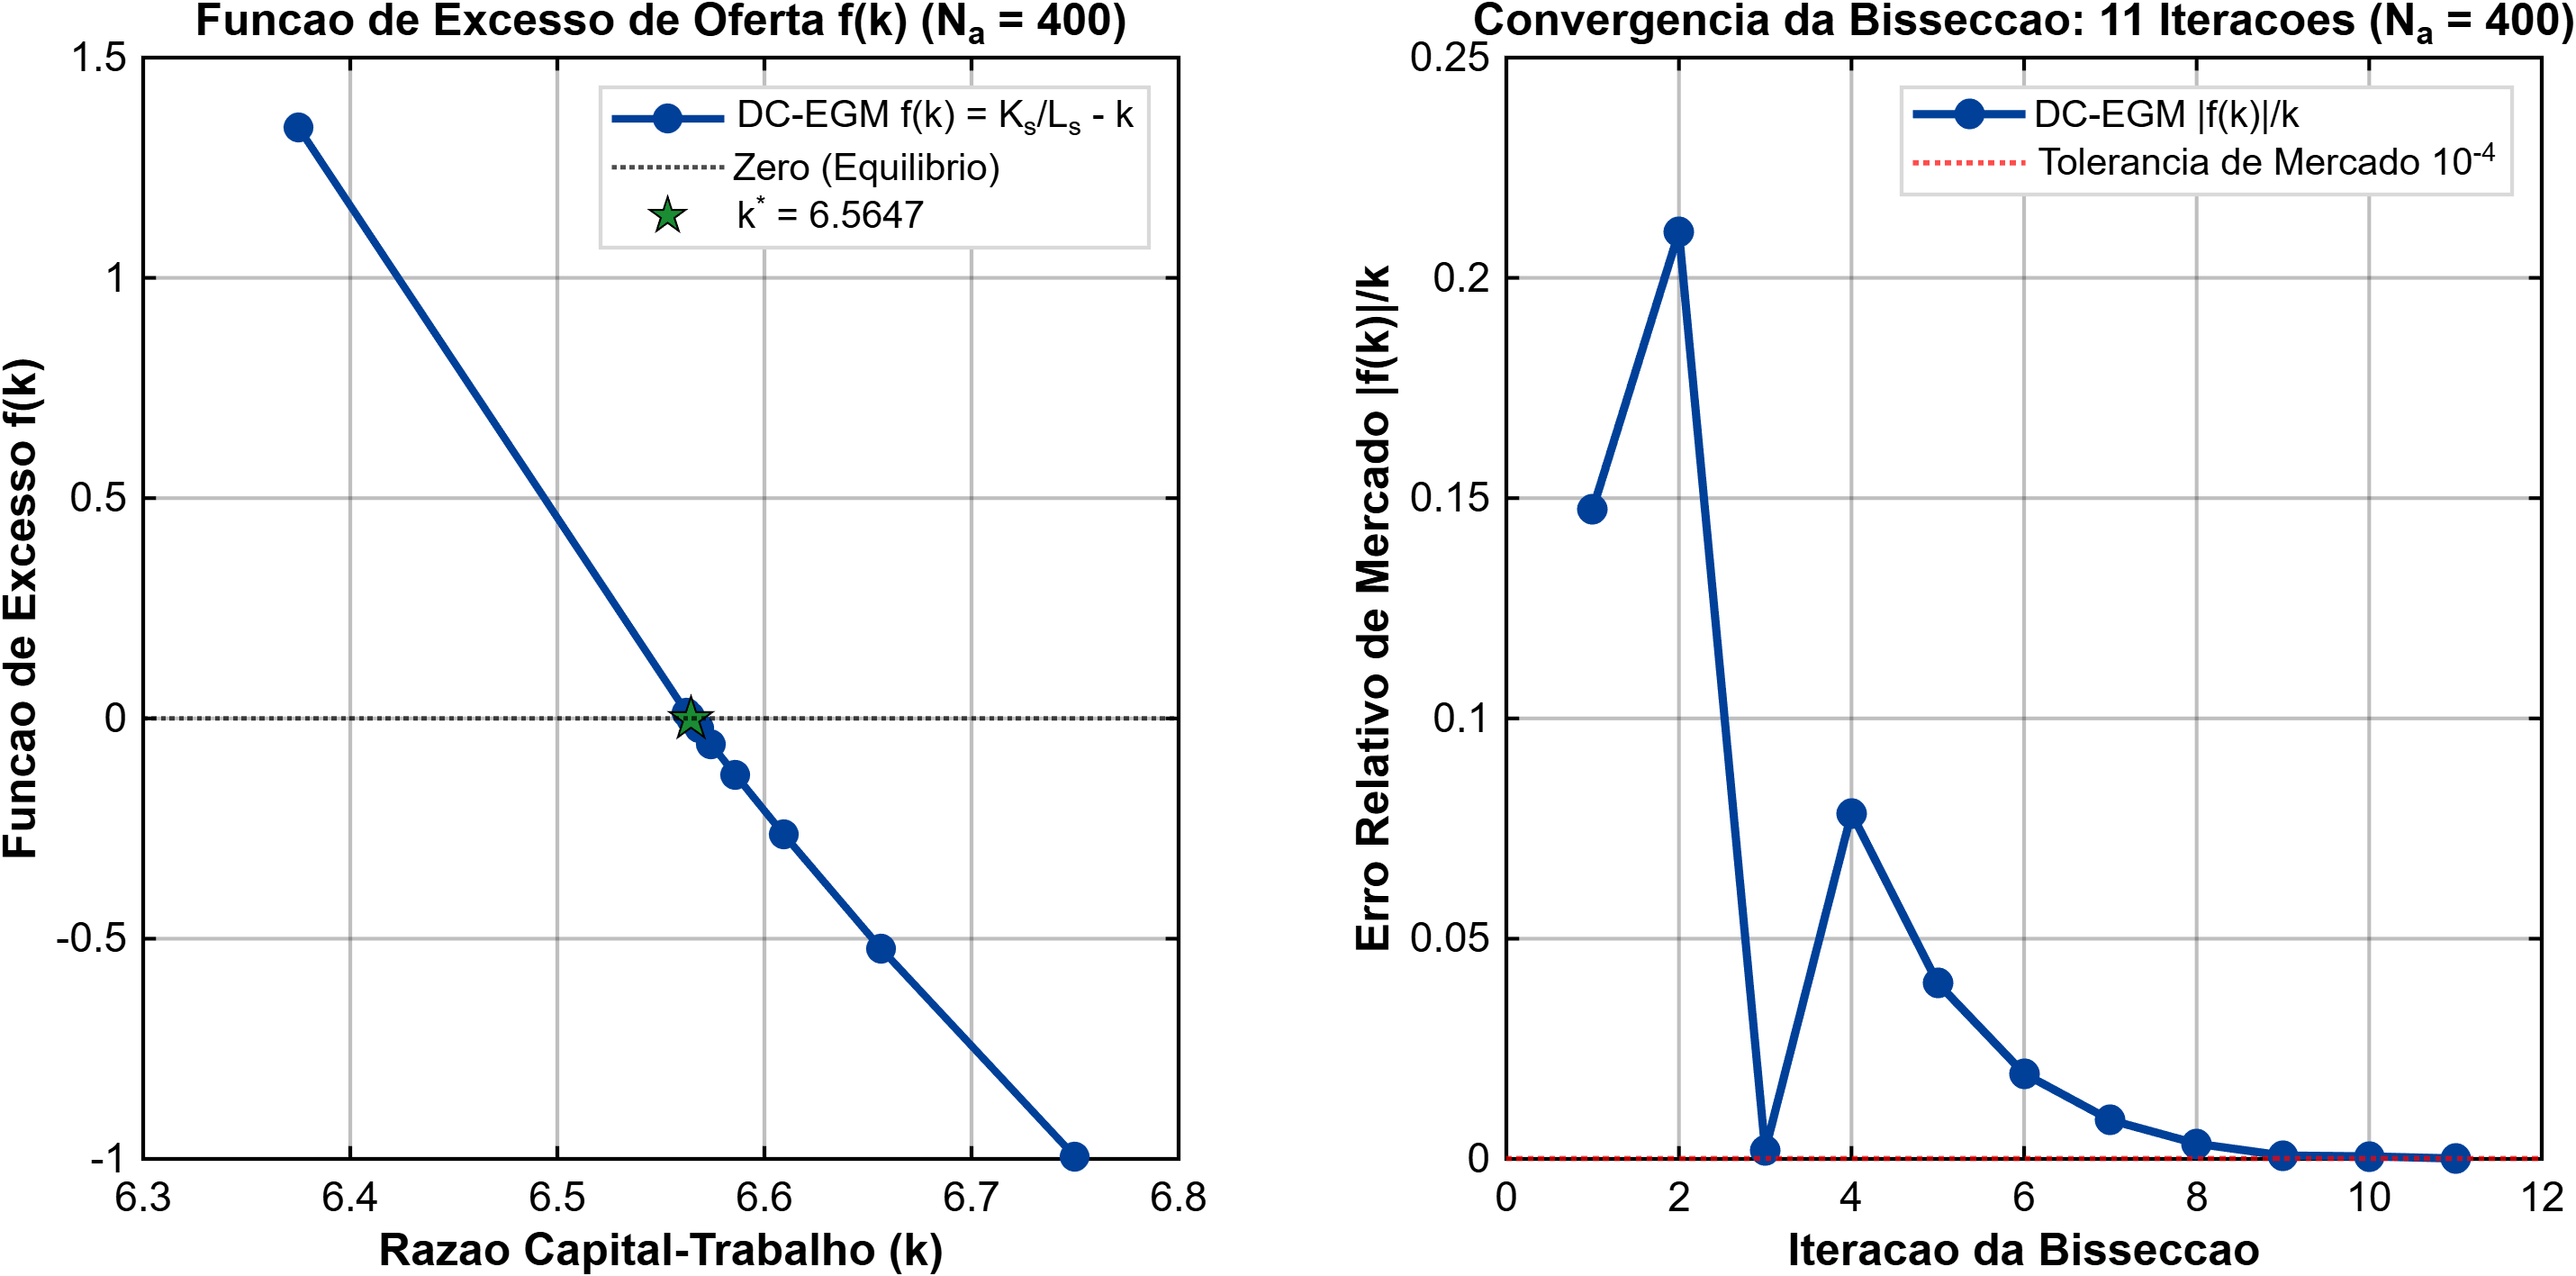 Funcao de Excesso de Oferta f(k) (Nₐ = 400)
Funcao de Excesso f(k)
1.5
1
0.5
0
-0.5
-1
DC-EGM f(k) = Kₛ/Lₛ - k
Zero (Equilibrio)
k* = 6.5647
6.3 6.4 6.5 6.6 6.7 6.8
Razao Capital-Trabalho (k)
Convergencia da Bisseccao: 11 Iteracoes (Nₐ = 400)
Erro Relativo de Mercado |f(k)|/k
0.25
0.2
0.15
0.1
0.05
0
DC-EGM |f(k)|/k
Tolerancia de Mercado 10⁻⁴
0 2 4 6 8 10 12
Iteracao da Bisseccao